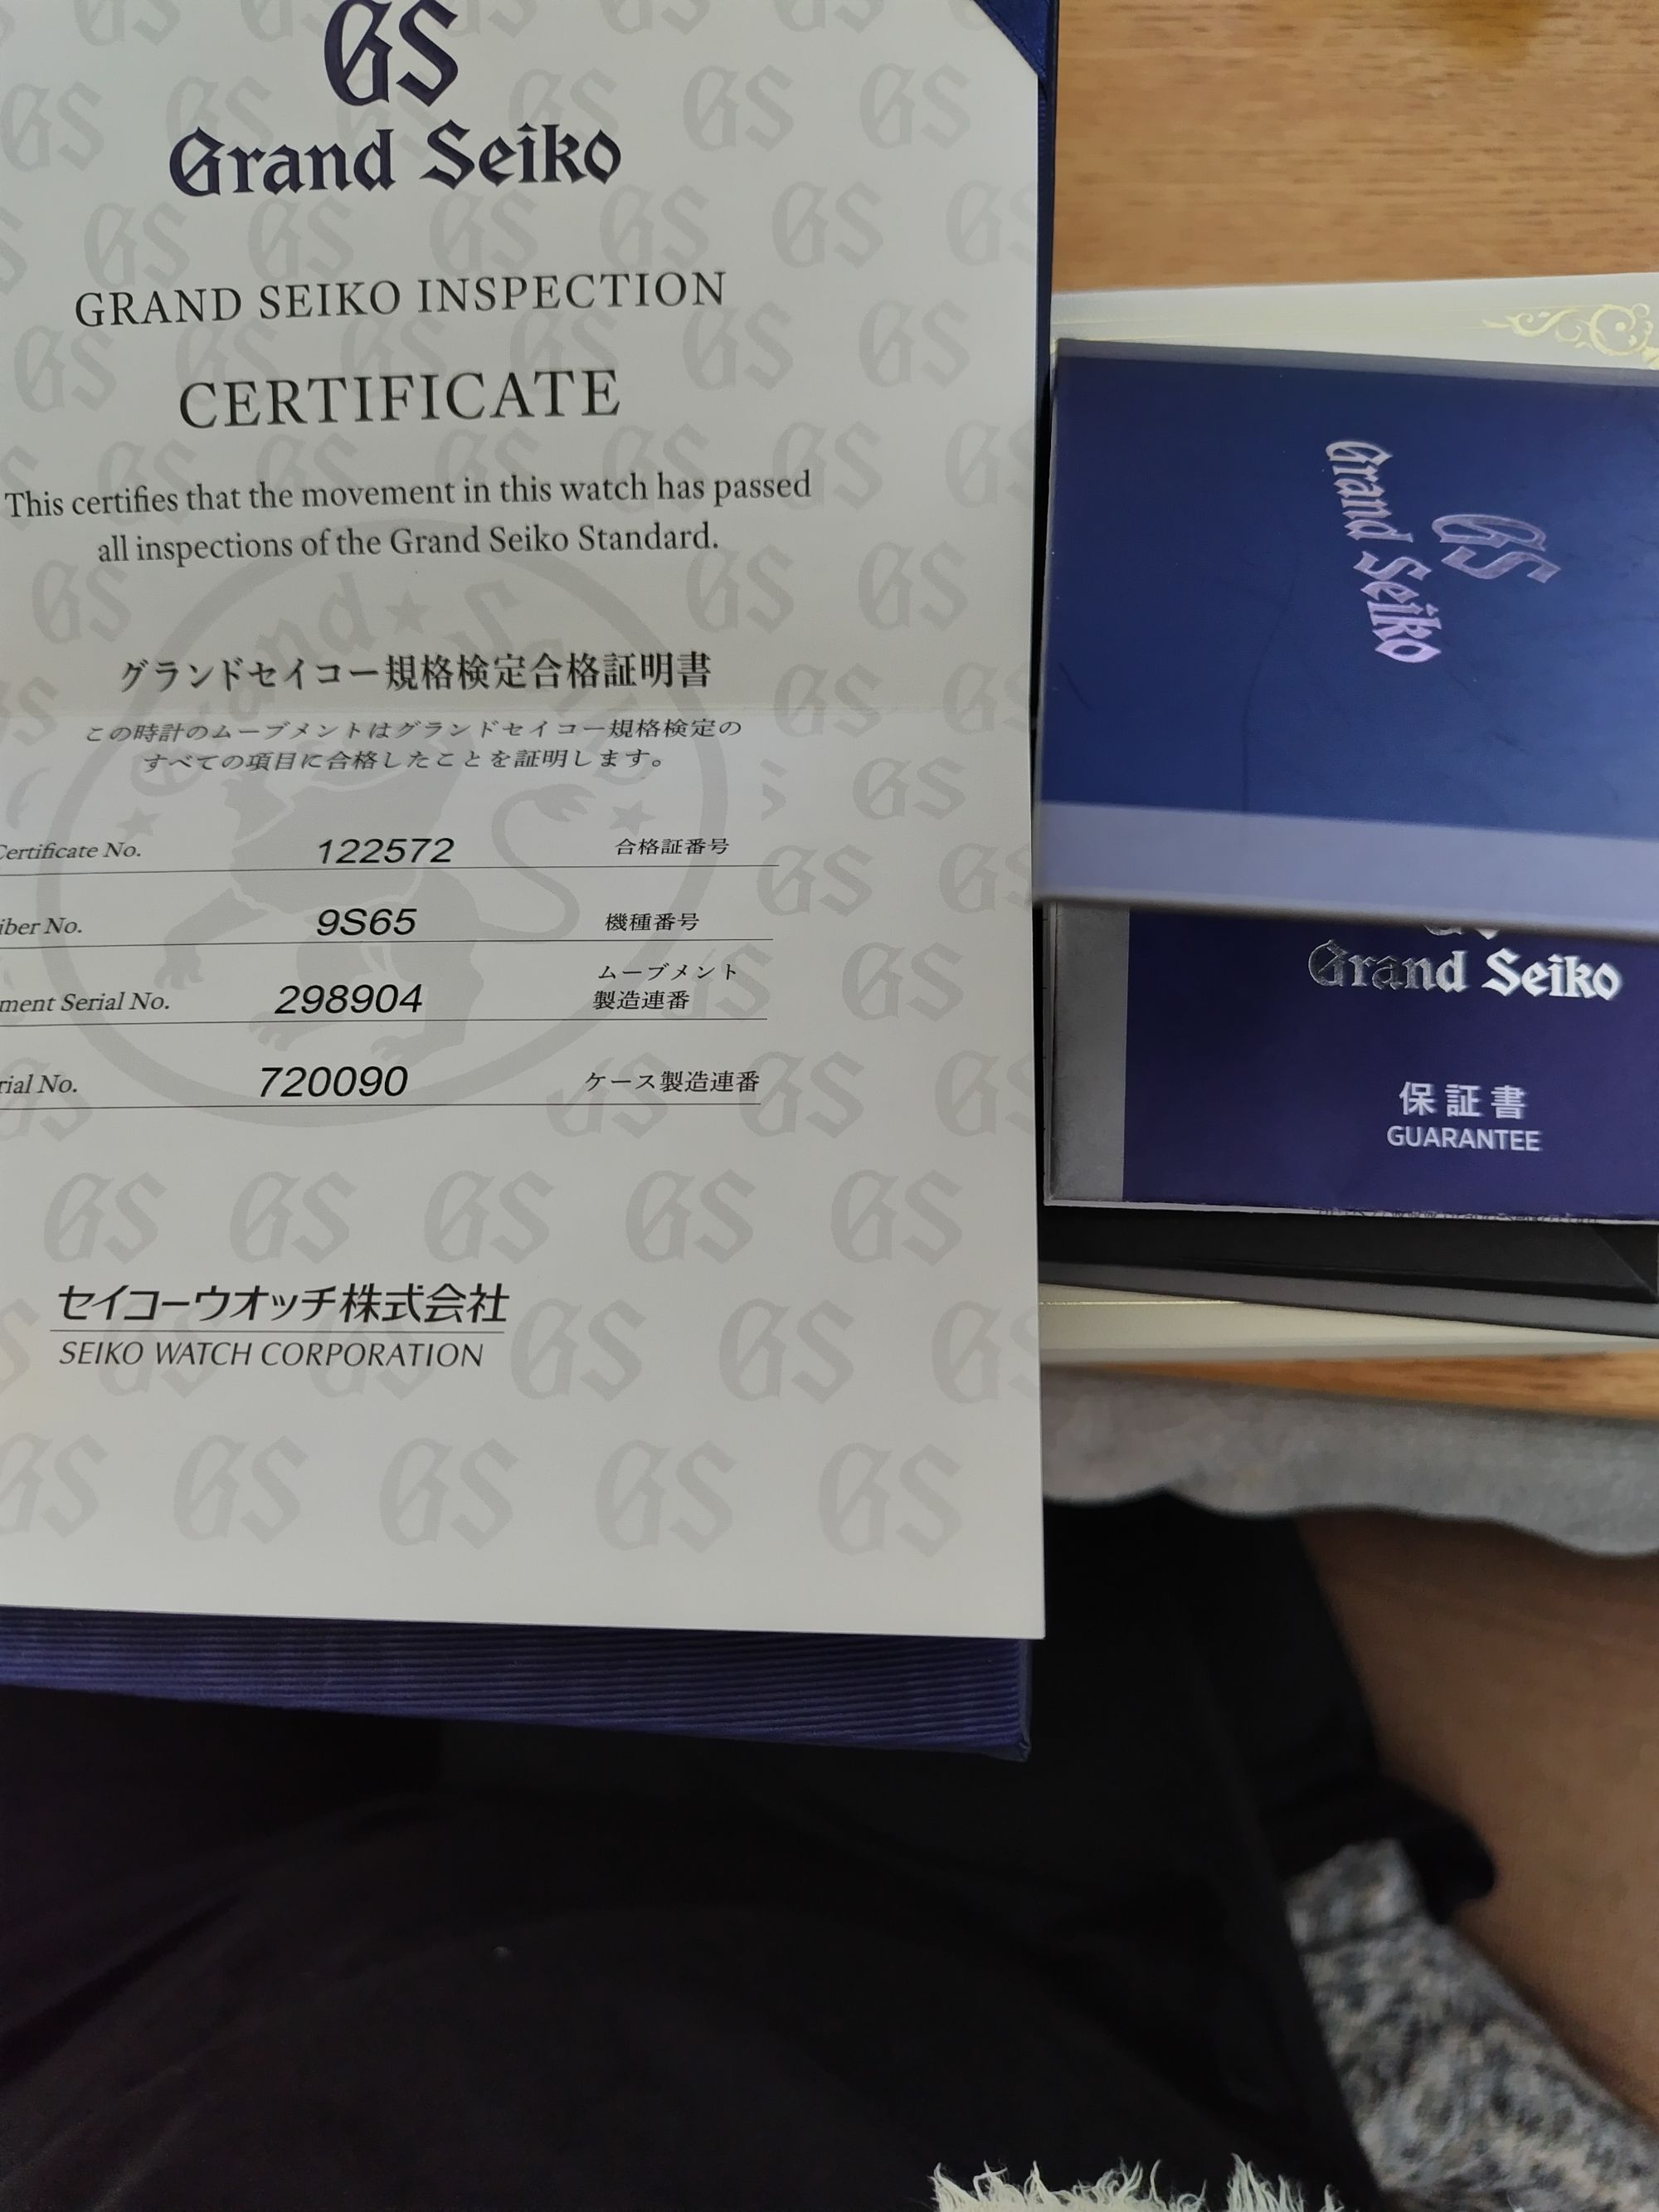 GS
Grand Seiko
GRAND SEIKO INSPECTION
CERTIFICATE
This certifies that the movement in this watch has passed
all inspections of the Grand Seiko Standard.
グランドセイコー規格検定合格証明書
この時計のムーブメントはグランドセイコー規格検定の
すべての項目に合格したことを証明します。
Certificate No. 122572 合格証番号
iber No. 9S65 機種番号
ment Serial No. 298904 ムーブメント
製造連番
rial No. 720090 ケース製造連番
セイコーウオッチ株式会社
SEIKO WATCH CORPORATION
GS
Grand Seiko
Grand Seiko
保証書
GUARANTEE